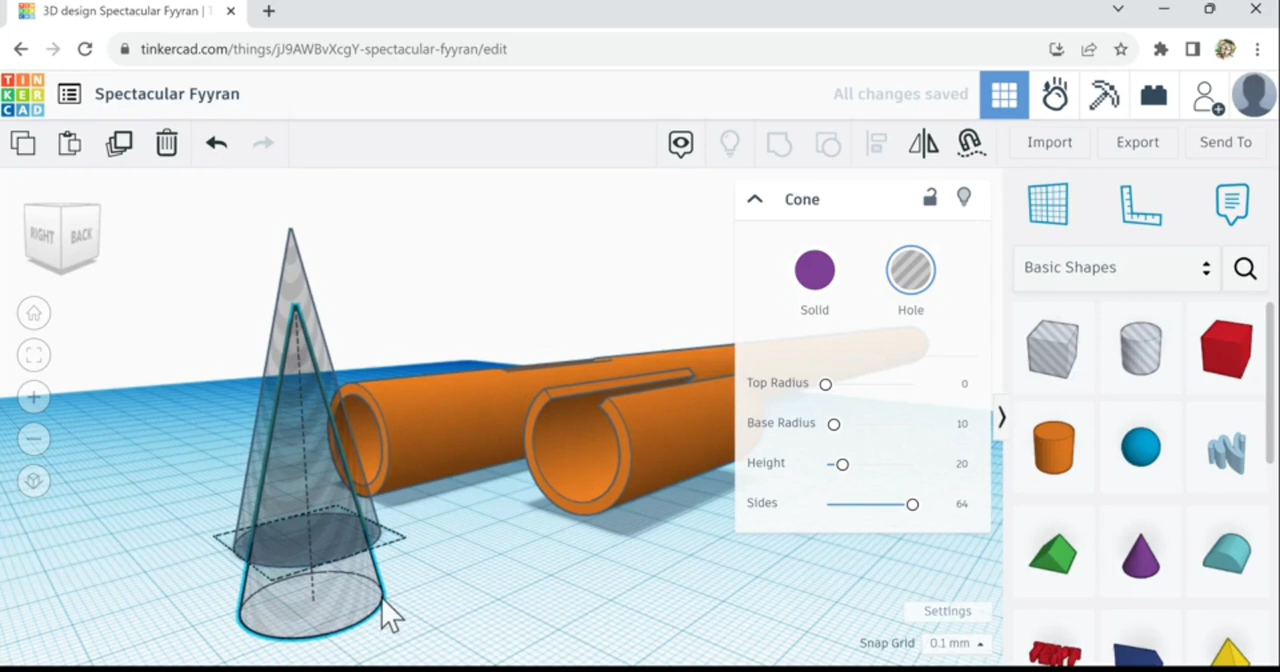 3D design Spectacular Fyyran | T
tinkercad.com/things/jJ9AWBvXcgY-spectacular-fyyran/edit
TIN
KER
CAD
Spectacular Fyyran
All changes saved
Import
Export
Send To
RIGHT
BACK
Cone
Solid
Hole
Top Radius
0
Base Radius
10
Height
20
Sides
64
Basic Shapes
TEXT
Settings
Snap Grid
0.1 mm